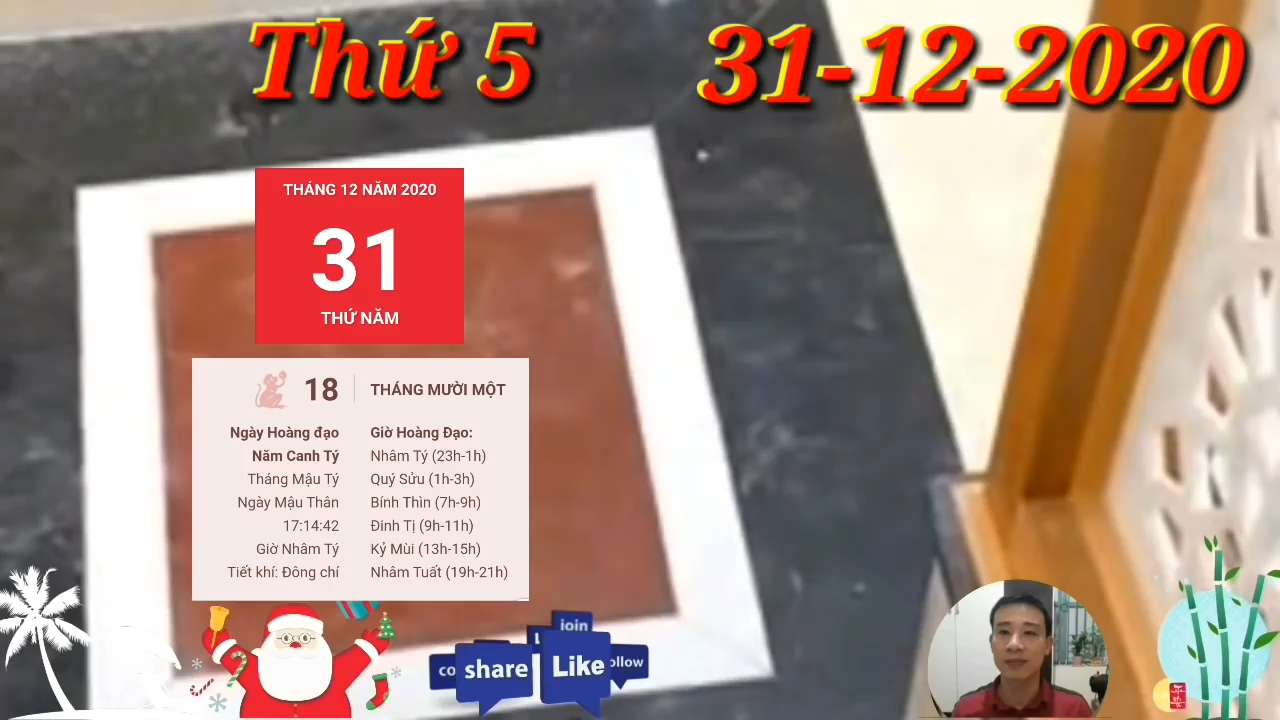 Thứ 5 31-12-2020
THÁNG 12 NĂM 2020
31
THỨ NĂM
18 THÁNG MƯỜI MỘT
Ngày Hoàng đạo Giờ Hoàng Đạo:
Năm Canh Tý Nhâm Tý (23h-1h)
Tháng Mậu Tý Quý Sửu (1h-3h)
Ngày Mậu Thân Bính Thìn (7h-9h)
17:14:42 Đinh Tị (9h-11h)
Giờ Nhâm Tý Kỷ Mùi (13h-15h)
Tiết khí: Đông chí Nhâm Tuất (19h-21h)
join
co share L Like ollow